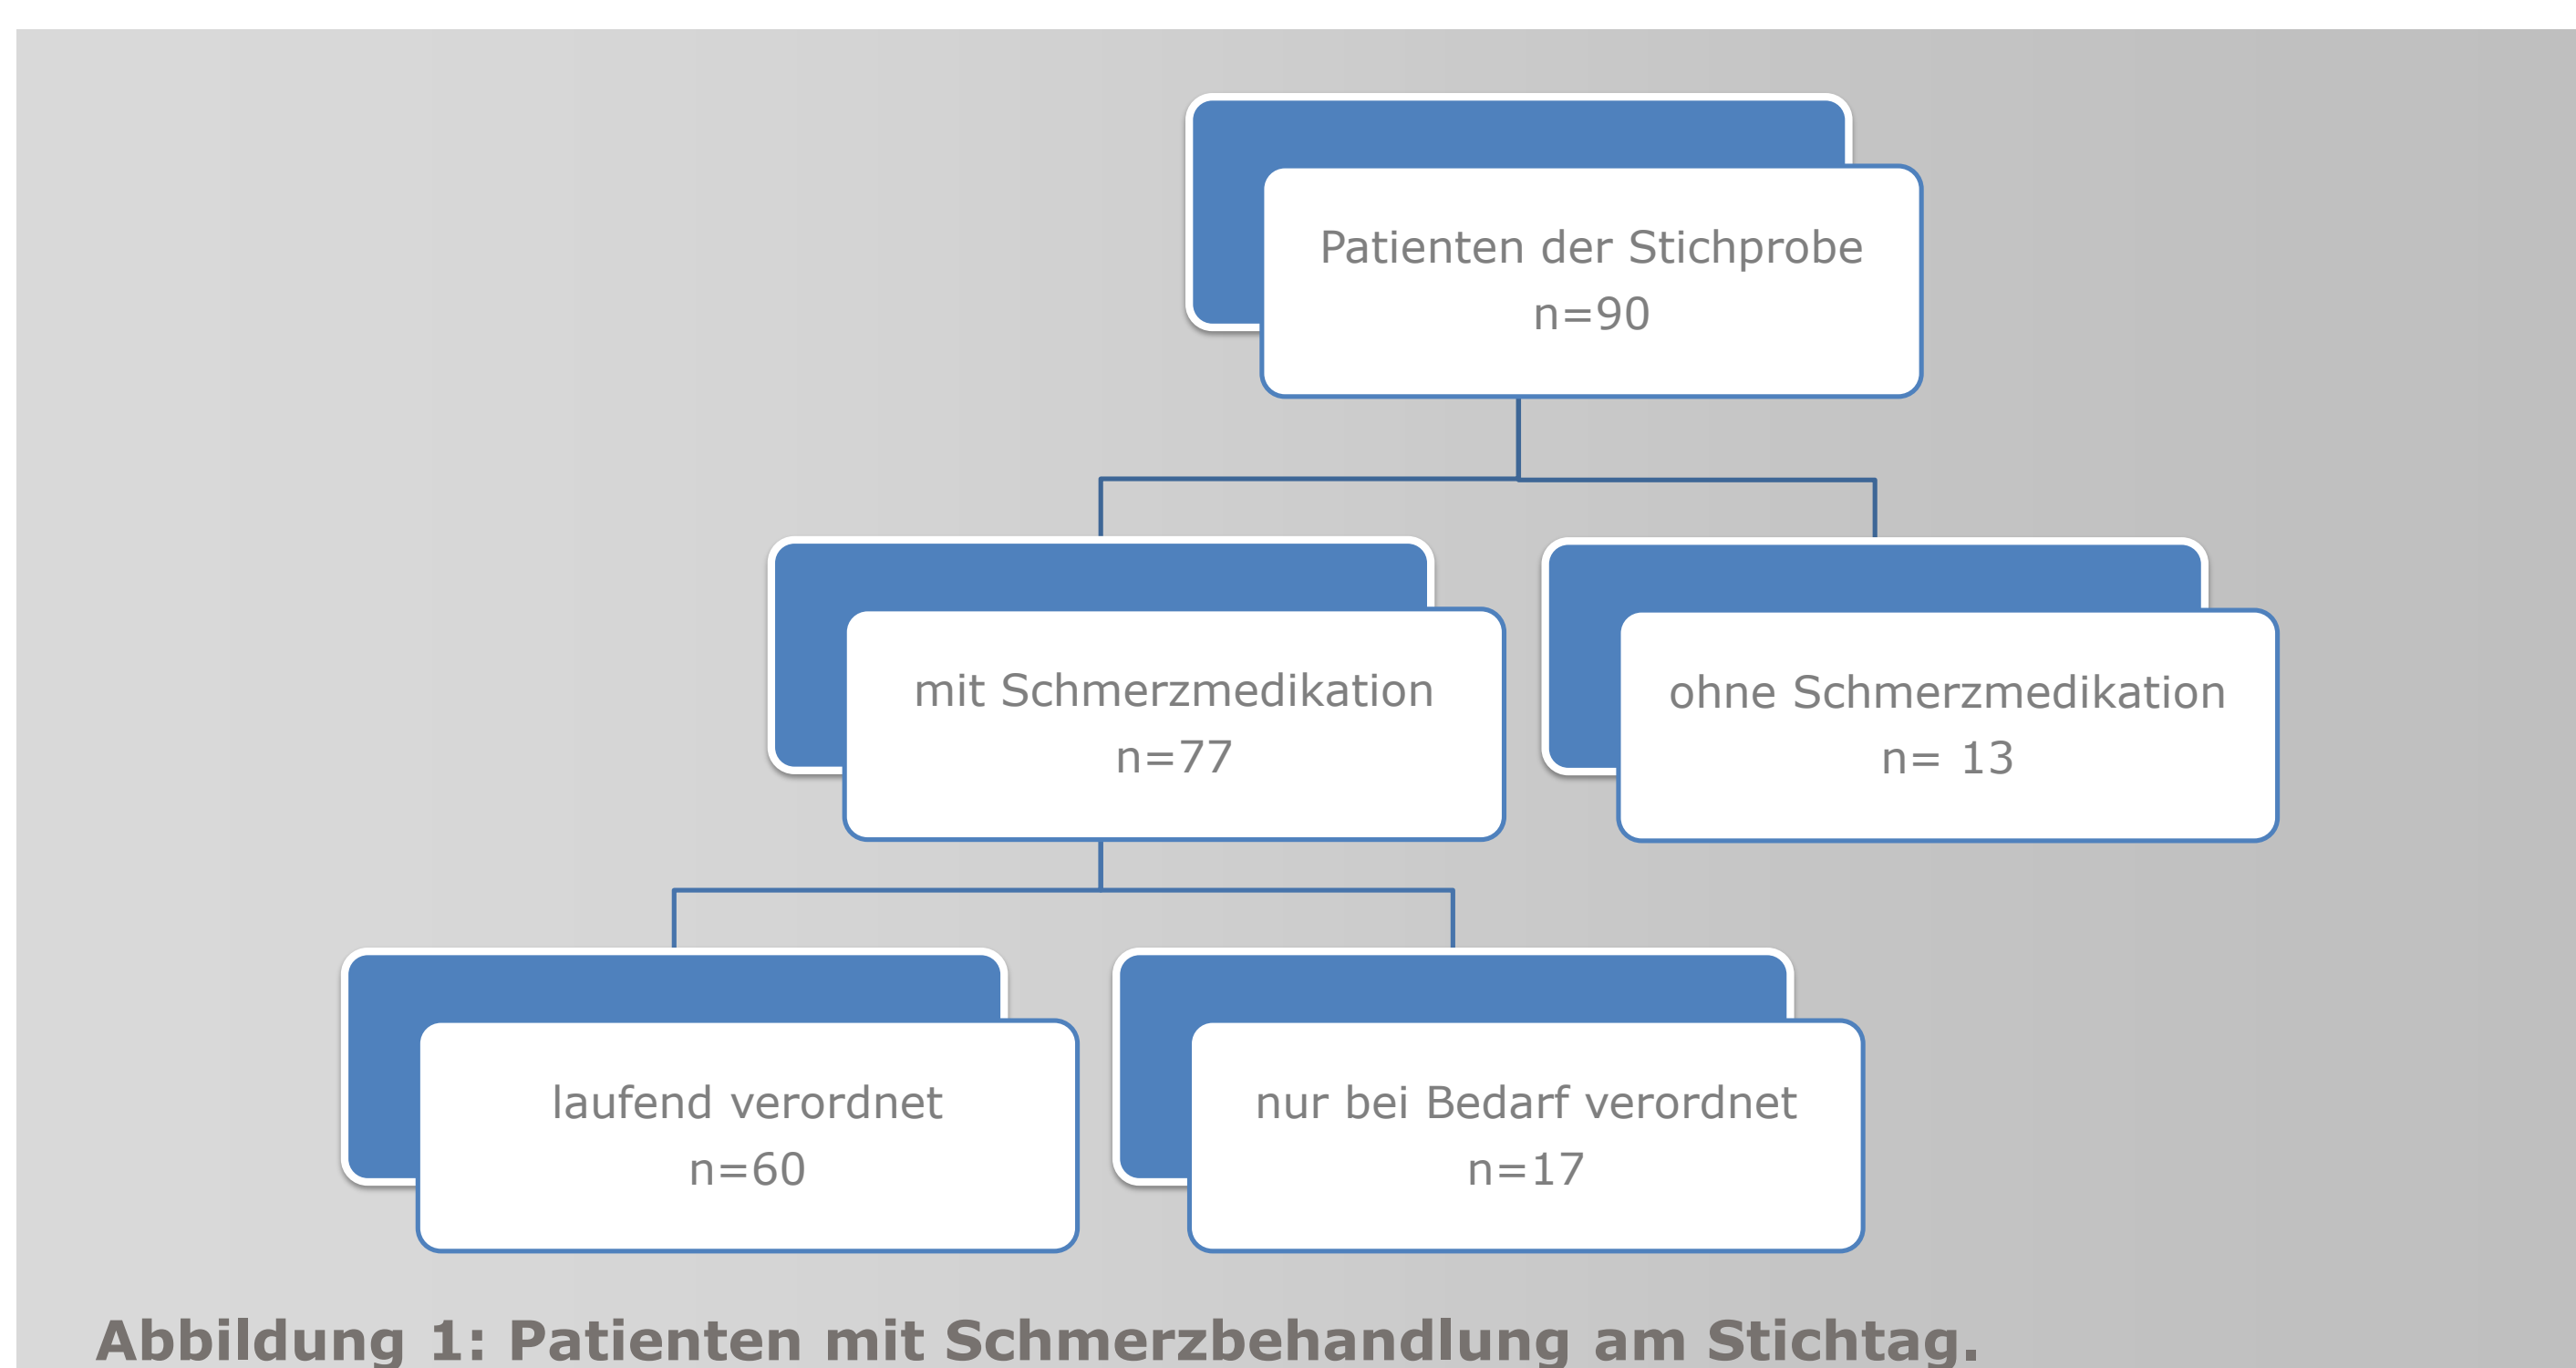 Patienten der Stichprobe
n=90
mit Schmerzmedikation
n=77
ohne Schmerzmedikation
n= 13
laufend verordnet
n=60
nur bei Bedarf verordnet
n=17
Abbildung 1: Patienten mit Schmerzbehandlung am Stichtag.